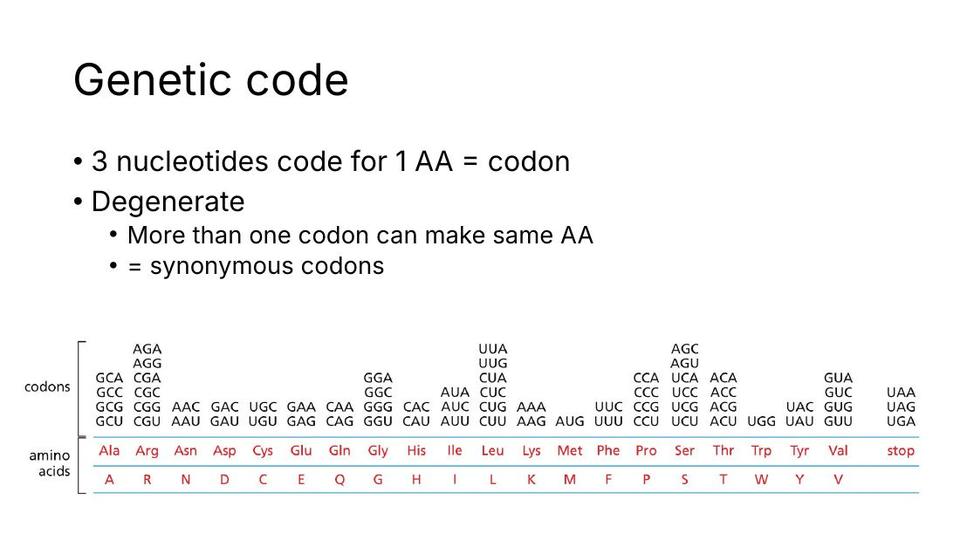 Genetic code
• 3 nucleotides code for 1 AA = codon
• Degenerate
• More than one codon can make same AA
• = synonymous codons
AGA UUA AGC
AGG UUG AGU
GCA CGA GGA CUA CCA UCA ACA GUA
codons GCC CGC GGC AUA CUC CCC UCC ACC GUC UAA
GCG CGG AAC GAC UGC GAA CAA GGG CAC AUC CUG AAA UUC CCG UCG ACG UAC GUG UAG
GCU CGU AAU GAU UGU GAG CAG GGU CAU AUU CUU AAG AUG UUU CCU UCU ACU UGG UAU GUU UGA
amino acids Ala Arg Asn Asp Cys Glu Gln Gly His Ile Leu Lys Met Phe Pro Ser Thr Trp Tyr Val stop
A R N D C E Q G H I L K M F P S T W Y V